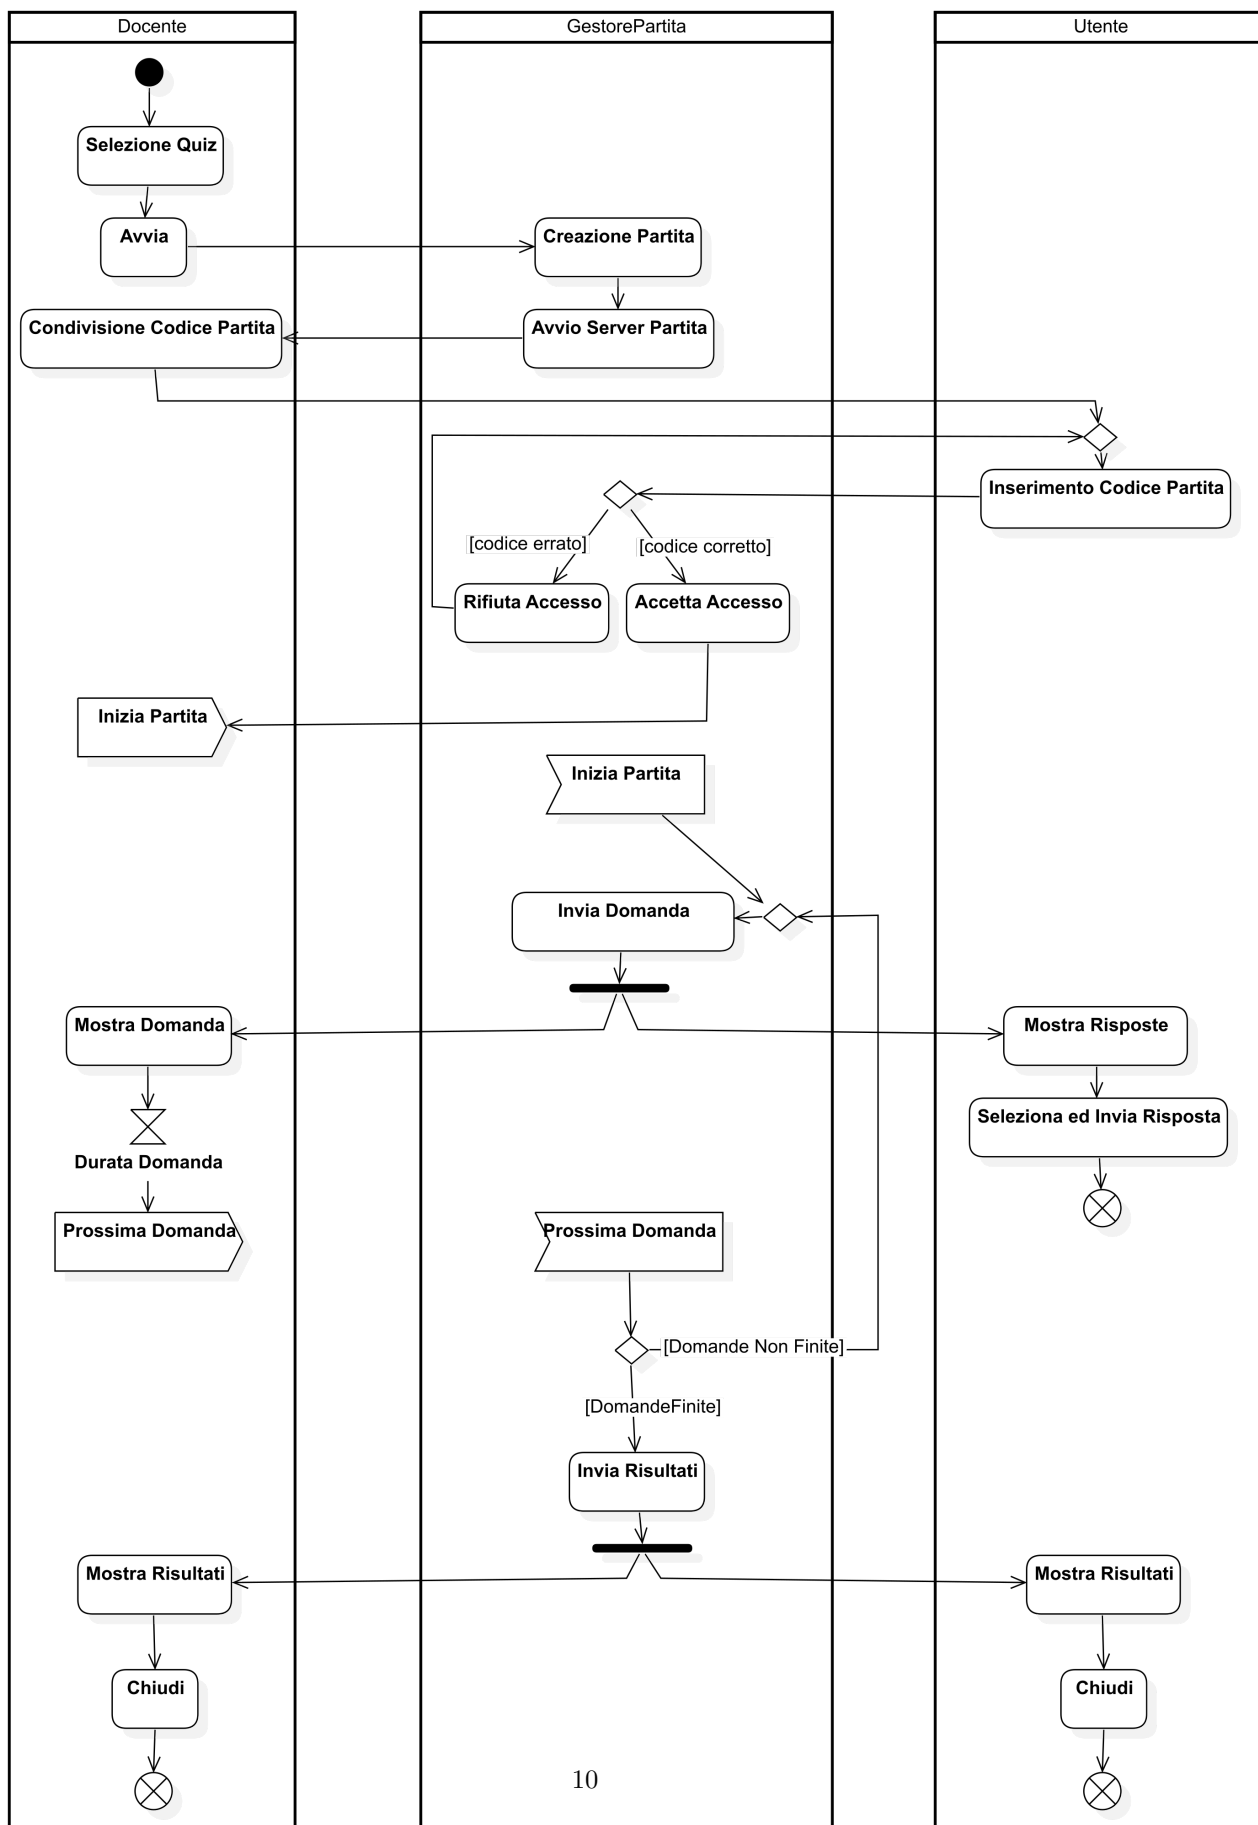 Docente
GestorePartita
Utente
Selezione Quiz
Avvia
Creazione Partita
Condivisione Codice Partita
Avvio Server Partita
Inserimento Codice Partita
[codice errato]
[codice corretto]
Rifiuta Accesso
Accetta Accesso
Inizia Partita
Inizia Partita
Invia Domanda
Mostra Domanda
Mostra Risposte
Seleziona ed Invia Risposta
Durata Domanda
Prossima Domanda
Prossima Domanda
[Domande Non Finite]
[DomandeFinite]
Invia Risultati
Mostra Risultati
Mostra Risultati
Chiudi
Chiudi
10